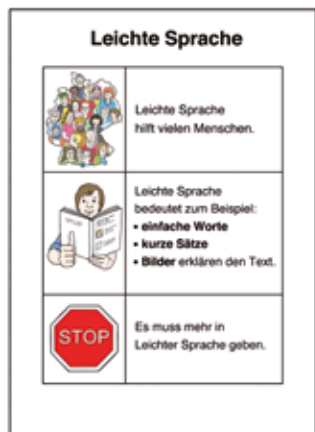 Leichte Sprache
Leichte Sprache
hilft vielen Menschen.
Leichte Sprache
bedeutet zum Beispiel:
• einfache Worte
• kurze Sätze
• Bilder erklären den Text.
STOP
Es muss mehr in
Leichter Sprache geben.